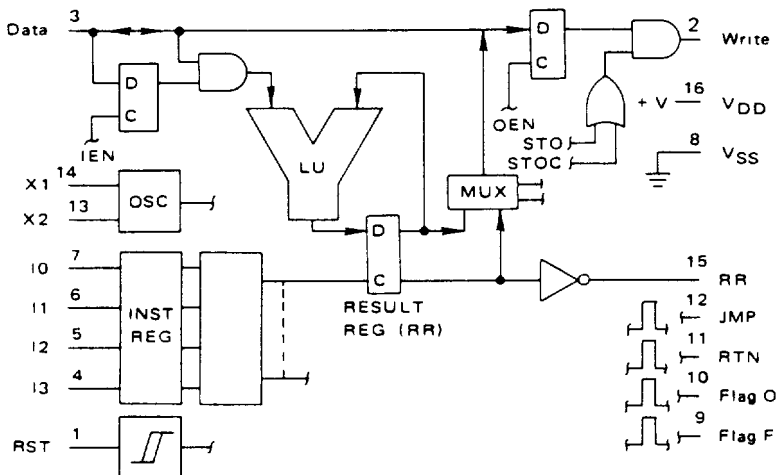 Data 3
D
C
IEN
LU
D
C
OEN
STO
STOC
2 Write
+ V 16 VDD
8 VSS
X1 14
X2 13
OSC
MUX
I0 7
I1 6
I2 5
I3 4
INST
REG
D
C
RESULT
REG (RR)
15 RR
12 JMP
11 RTN
10 Flag O
9 Flag F
RST 1